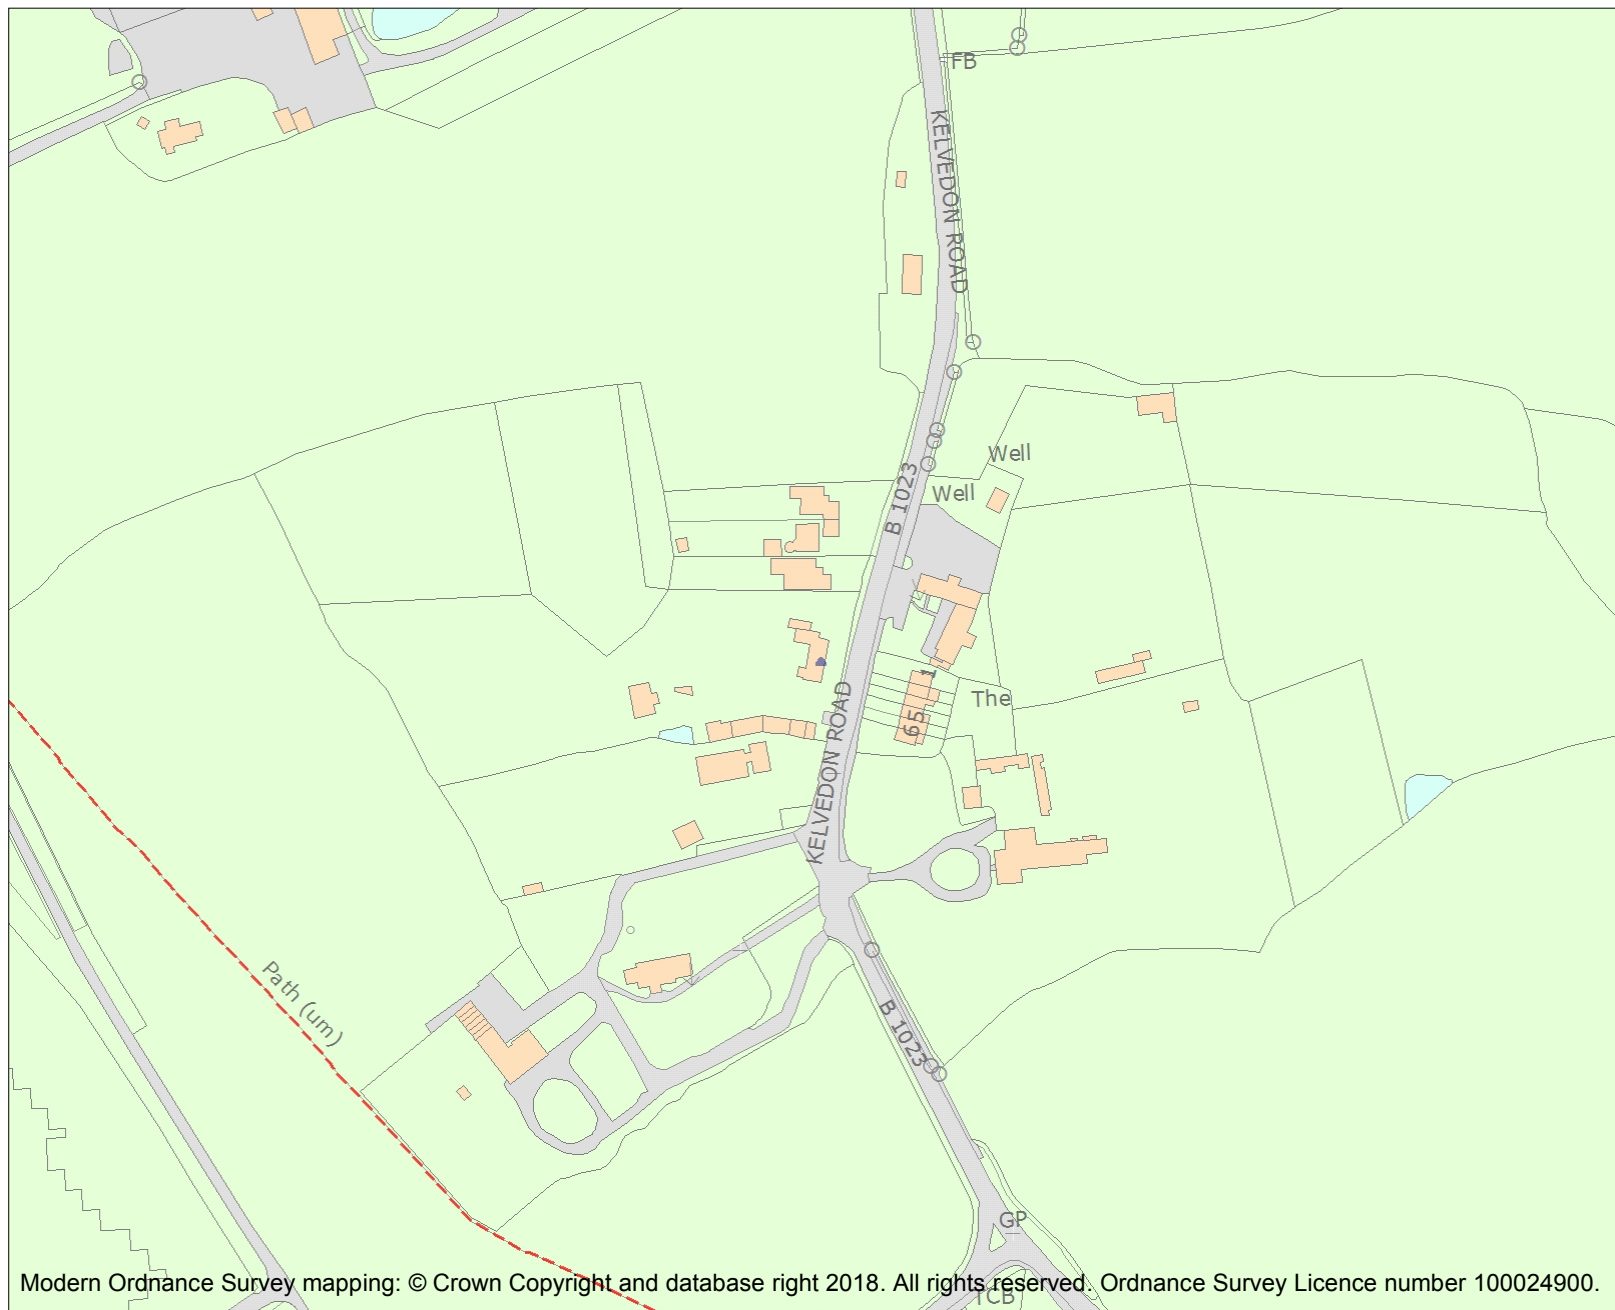 FB
KELVEDON ROAD
Well
B 1023
Well
1
The
65
KELVEDON ROAD
Path (um)
B 1023
GP
Modern Ordnance Survey mapping: © Crown Copyright and database right 2018. All rights reserved. Ordnance Survey Licence number 100024900.
TCB